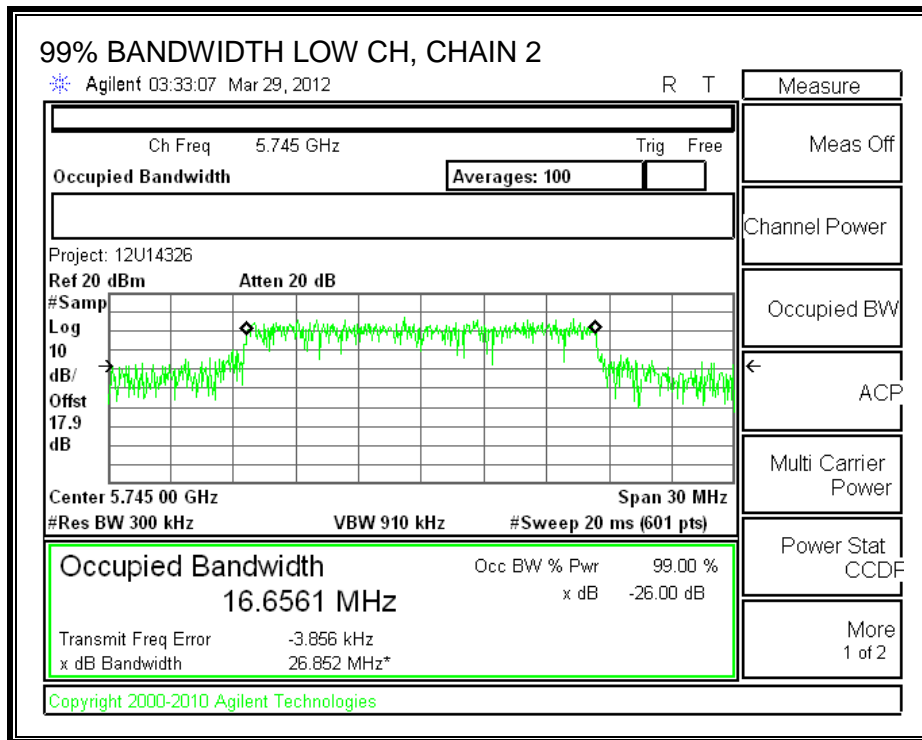 99% BANDWIDTH LOW CH, CHAIN 2
Agilent 03:33:07 Mar 29, 2012 R T
Measure
Ch Freq 5.745 GHz Trig Free
Meas Off
Occupied Bandwidth Averages: 100
Channel Power
Project: 12U14326
Ref 20 dBm Atten 20 dB
#Samp
Log
10
dB/
Offst
17.9
dB
Occupied BW
ACP
Multi Carrier
Power
Center 5.745 00 GHz Span 30 MHz
#Res BW 300 kHz VBW 910 kHz #Sweep 20 ms (601 pts)
Power Stat
CCDF
Occupied Bandwidth Occ BW % Pwr 99.00 %
16.6561 MHz x dB -26.00 dB
Transmit Freq Error -3.856 kHz
x dB Bandwidth 26.852 MHz*
More
1 of 2
Copyright 2000-2010 Agilent Technologies